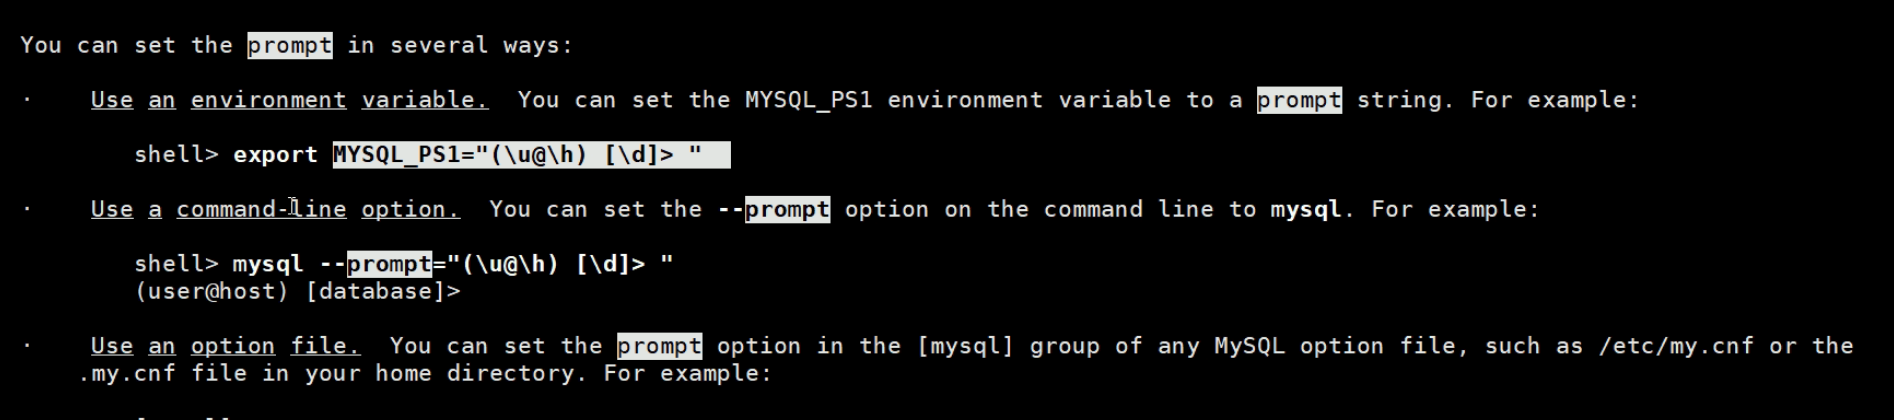 You can set the prompt in several ways:
· Use an environment variable. You can set the MYSQL_PS1 environment variable to a prompt string. For example:
shell> export MYSQL_PS1="(\u@\h) [\d]> "
· Use a command-line option. You can set the --prompt option on the command line to mysql. For example:
shell> mysql --prompt="(\u@\h) [\d]> "
(user@host) [database]>
· Use an option file. You can set the prompt option in the [mysql] group of any MySQL option file, such as /etc/my.cnf or the
.my.cnf file in your home directory. For example: